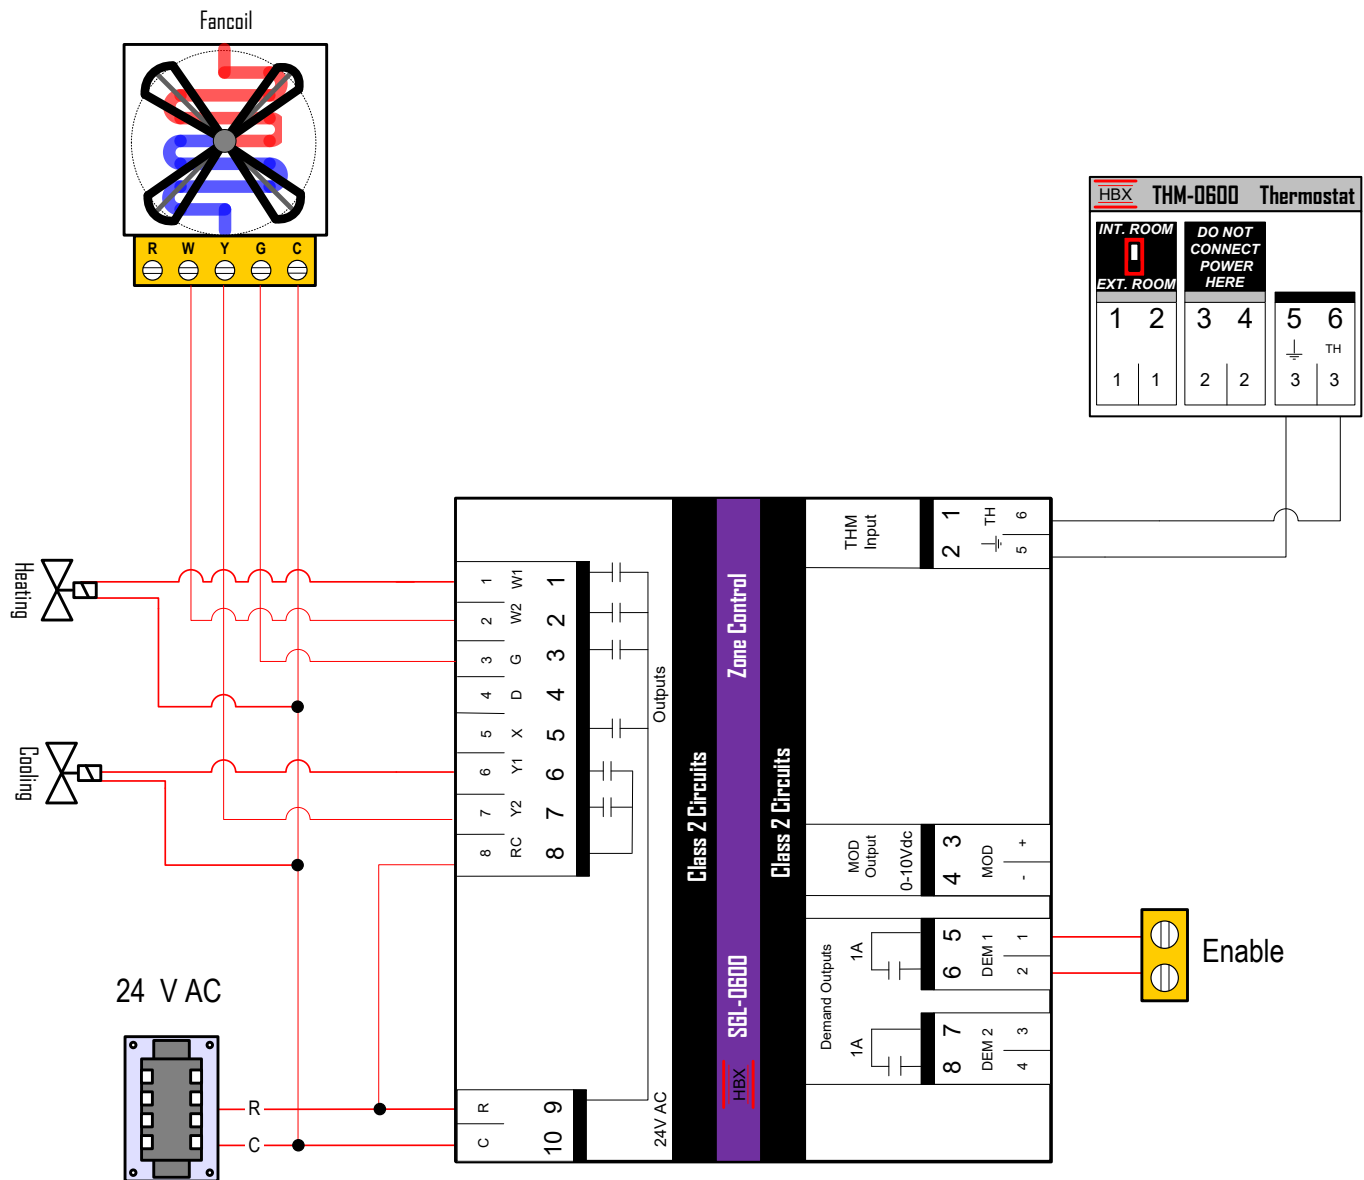 Fancoil
R W Y G C
HBX THM-0600 Thermostat
INT. ROOM
EXT. ROOM
DO NOT
CONNECT
POWER
HERE
1 2 3 4 5 6
TH
1 1 2 2 3 3
Heating
Cooling
24 V AC
R
C
1 W1 1
2 W2 2
3 G 3
4 D 4
5 X 5
6 Y1 6
7 Y2 7
8 RC 8
Outputs
R 9
C 10
24V AC
Class 2 Circuits
HBX SGL-0600 Zone Control
Class 2 Circuits
THM
Input
1 TH 6
2 5
MOD
Output
0-10Vdc
3 +
4 -
MOD
Demand Outputs
1A
5 1
6 2
DEM 1
1A
7 3
8 4
DEM 2
Enable